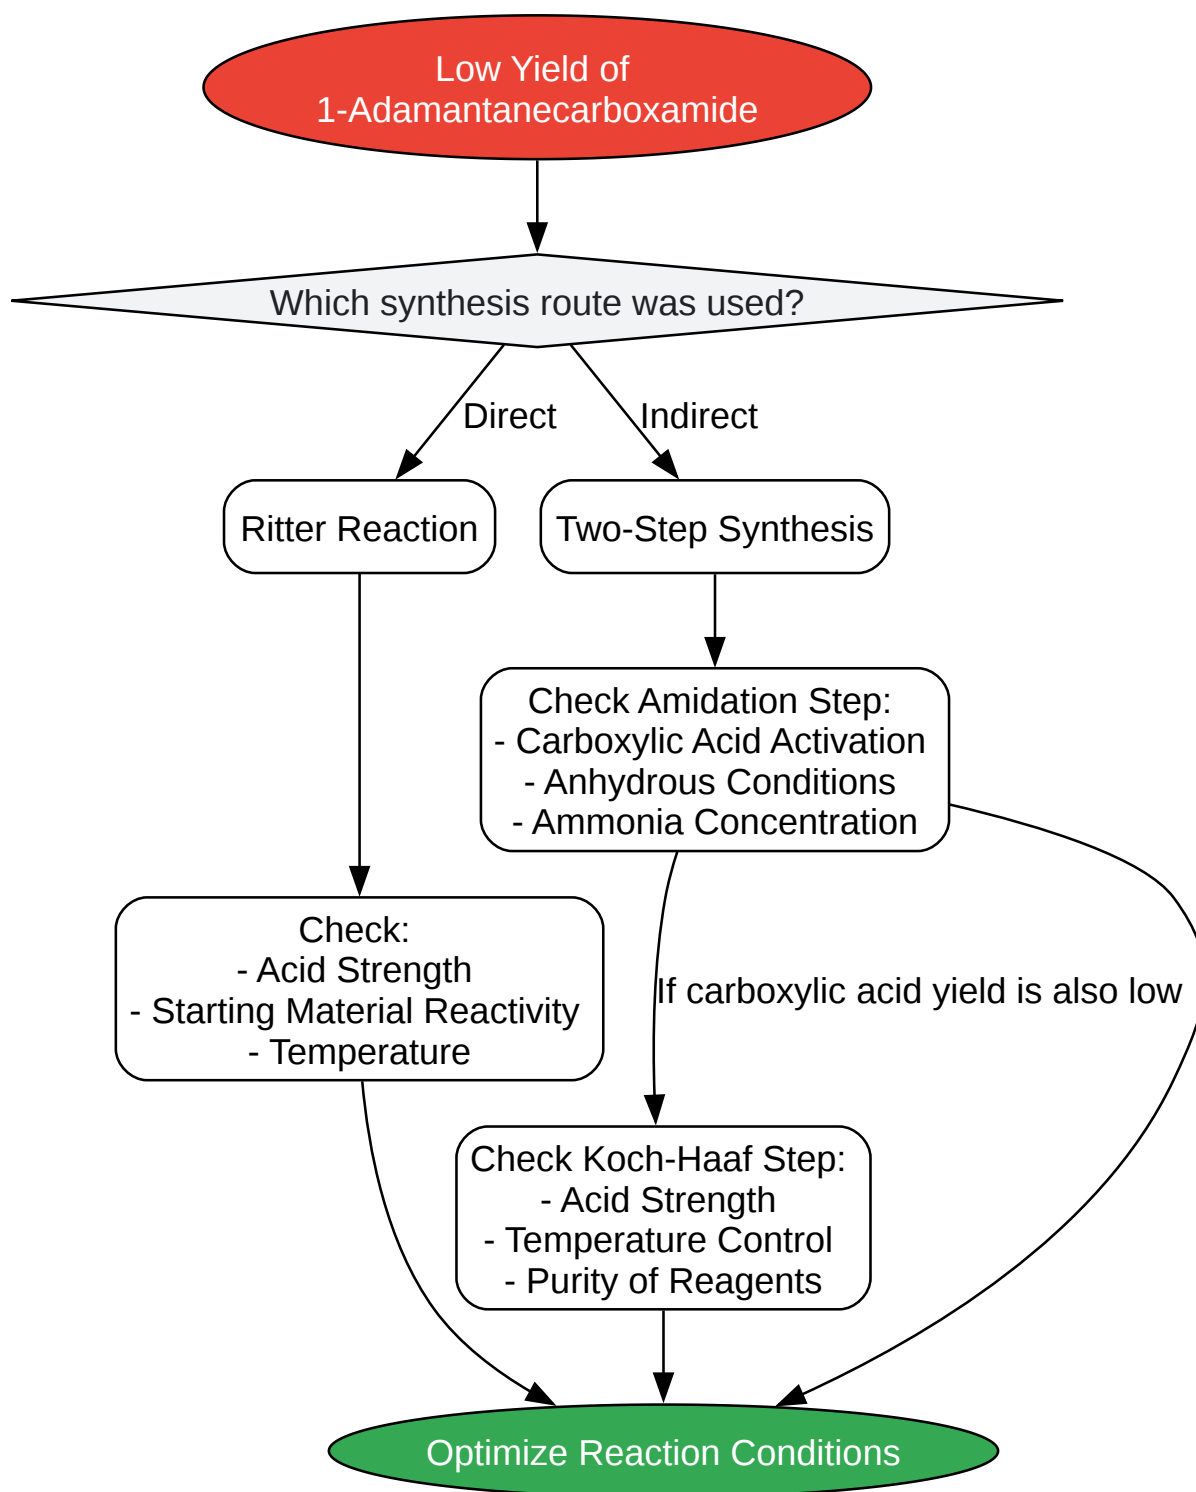 Low Yield of
1-Adamantanecarboxamide
Which synthesis route was used?
Direct
Indirect
Ritter Reaction
Two-Step Synthesis
Check Amidation Step:
- Carboxylic Acid Activation
- Anhydrous Conditions
- Ammonia Concentration
Check:
- Acid Strength
- Starting Material Reactivity
- Temperature
If carboxylic acid yield is also low
Check Koch-Haaf Step:
- Acid Strength
- Temperature Control
- Purity of Reagents
Optimize Reaction Conditions